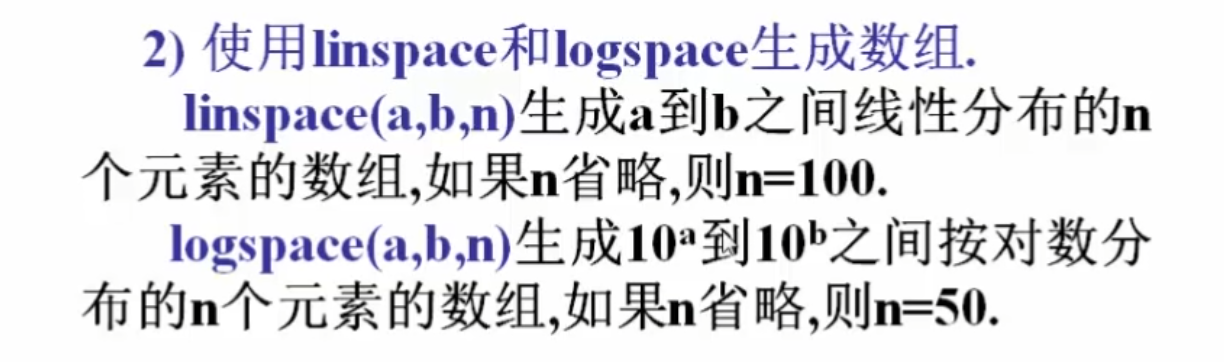 2) 使用linspace和logspace生成数组.
linspace(a,b,n)生成a到b之间线性分布的n
个元素的数组,如果n省略,则n=100.
logspace(a,b,n)生成10ᵃ到10ᵇ之间按对数分
布的n个元素的数组,如果n省略,则n=50.